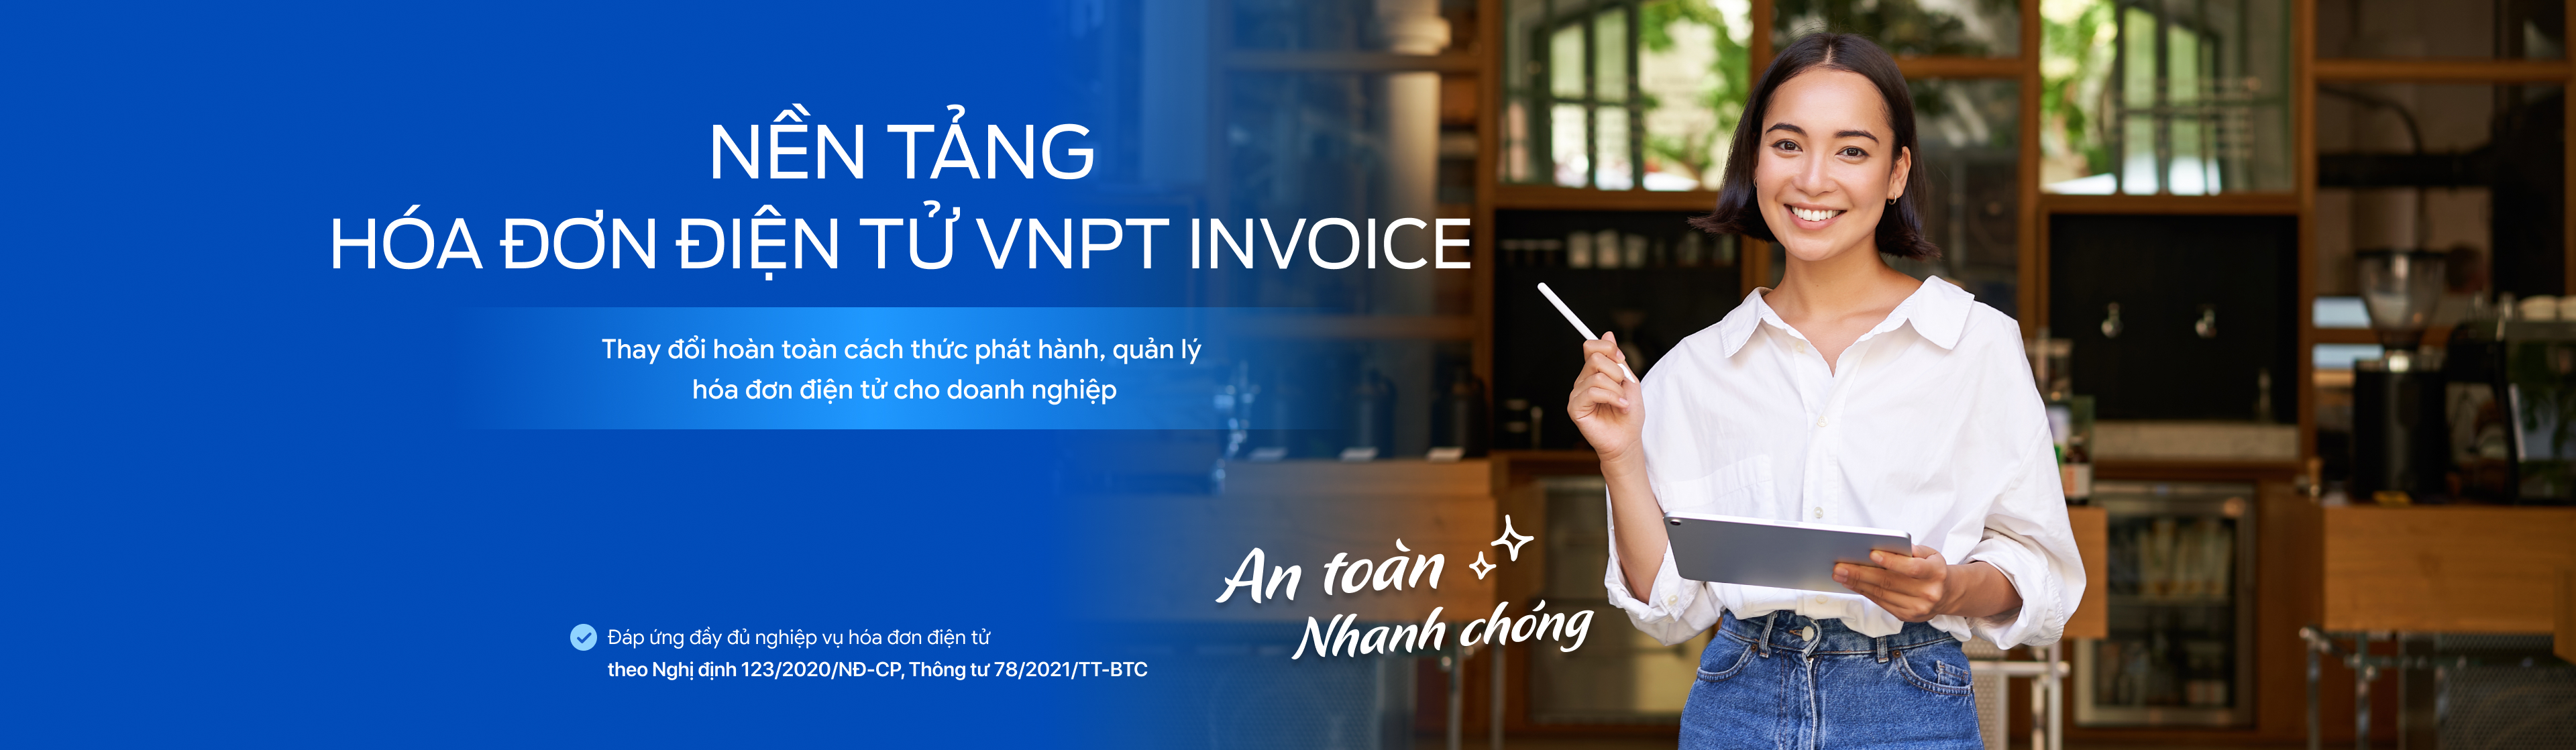 NỀN TẢNG
HÓA ĐƠN ĐIỆN TỬ VNPT INVOICE
Thay đổi hoàn toàn cách thức phát hành, quản lý
hóa đơn điện tử cho doanh nghiệp
An toàn
Nhanh chóng
Đáp ứng đầy đủ nghiệp vụ hóa đơn điện tử
theo Nghị định 123/2020/NĐ-CP, Thông tư 78/2021/TT-BTC